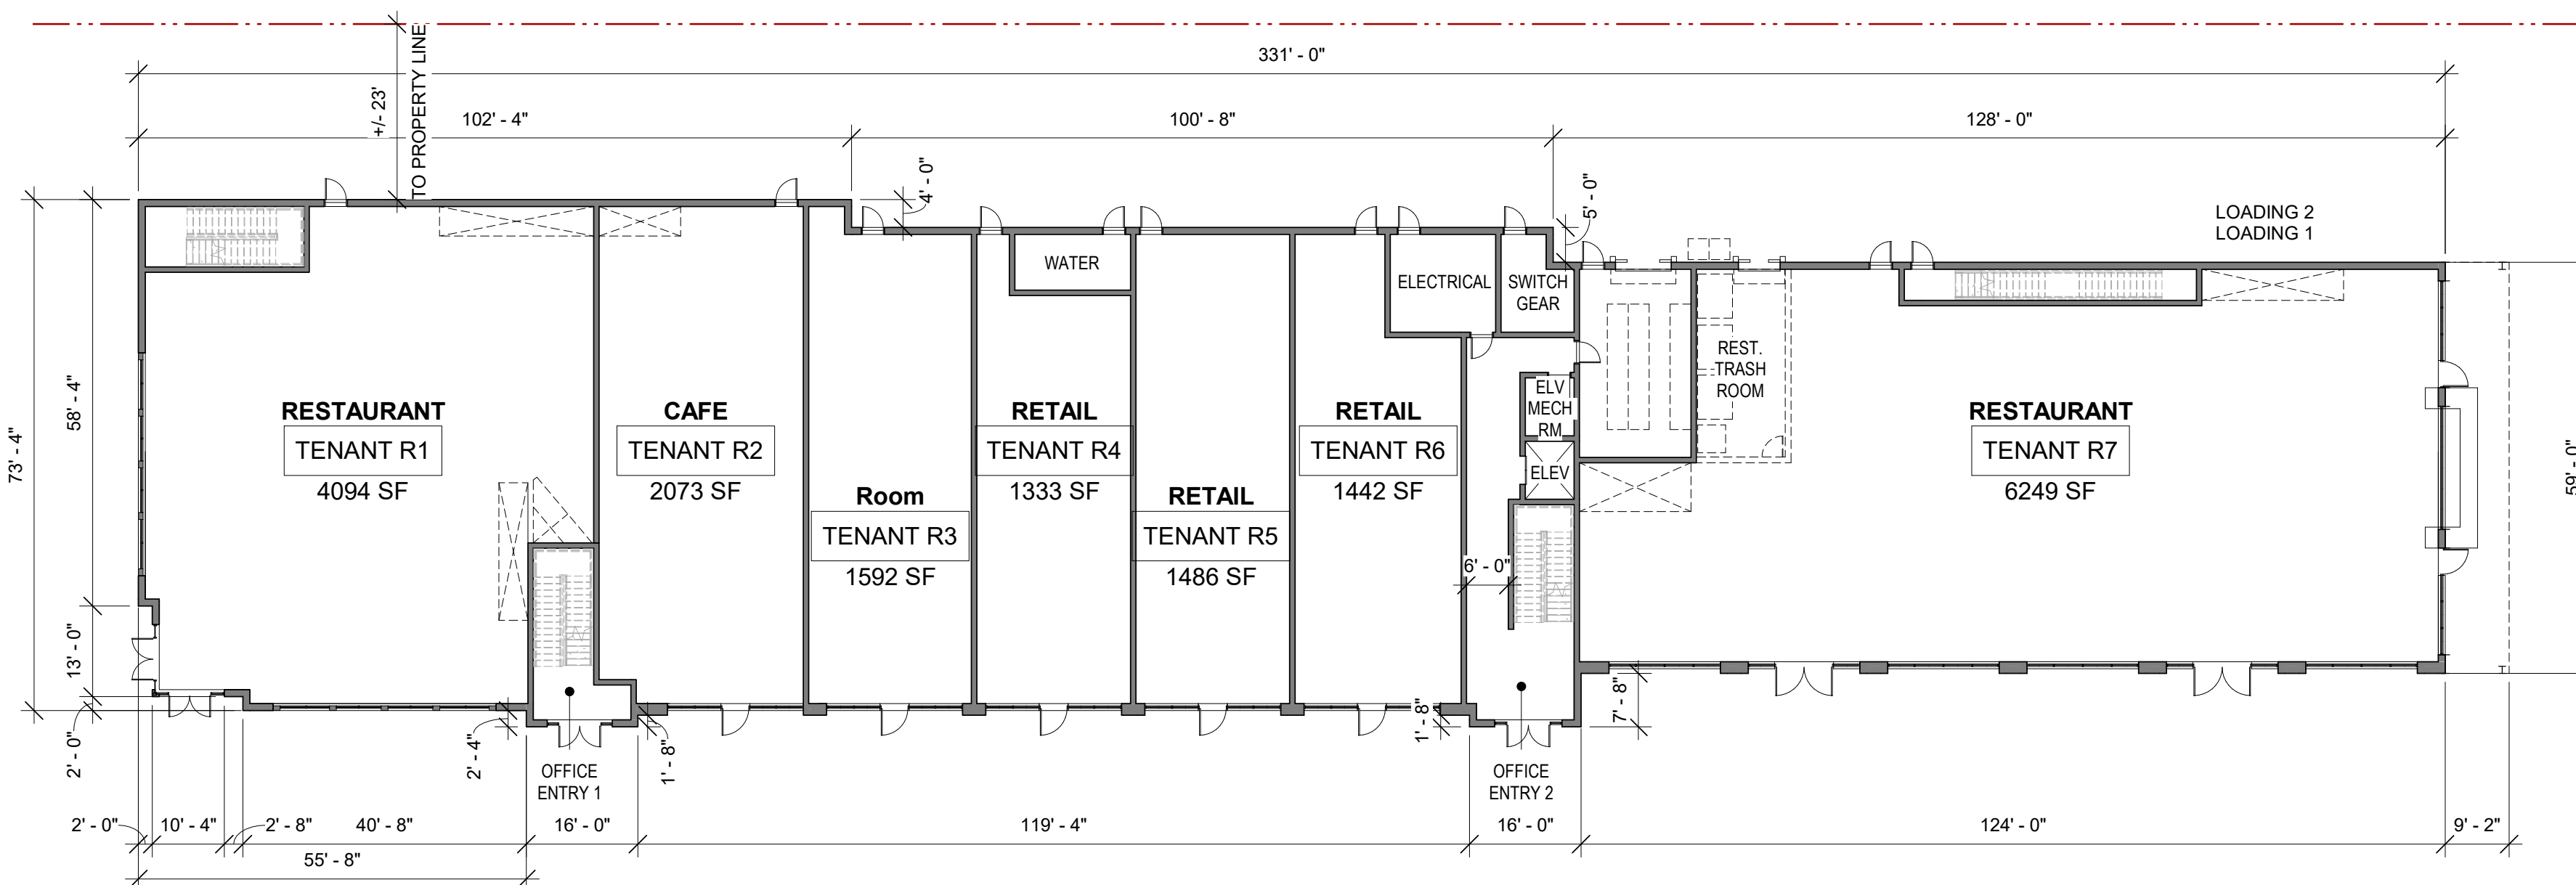 331' - 0"
+/- 23'
TO PROPERTY LINE
102' - 4"
100' - 8"
128' - 0"
4' - 0"
5' - 0"
LOADING 2
LOADING 1
73' - 4"
58' - 4"
13' - 0"
2' - 0"
59' - 0"
WATER
ELECTRICAL
SWITCH
GEAR
REST.
TRASH
ROOM
ELV
MECH
RM
ELEV
RESTAURANT
TENANT R1
4094 SF
CAFE
TENANT R2
2073 SF
Room
TENANT R3
1592 SF
RETAIL
TENANT R4
1333 SF
RETAIL
TENANT R5
1486 SF
RETAIL
TENANT R6
1442 SF
RESTAURANT
TENANT R7
6249 SF
6' - 0"
2' - 4"
1' - 8"
1' - 8"
7' - 8"
OFFICE
ENTRY 1
OFFICE
ENTRY 2
2' - 0"
10' - 4"
2' - 8"
40' - 8"
16' - 0"
119' - 4"
16' - 0"
124' - 0"
9' - 2"
55' - 8"